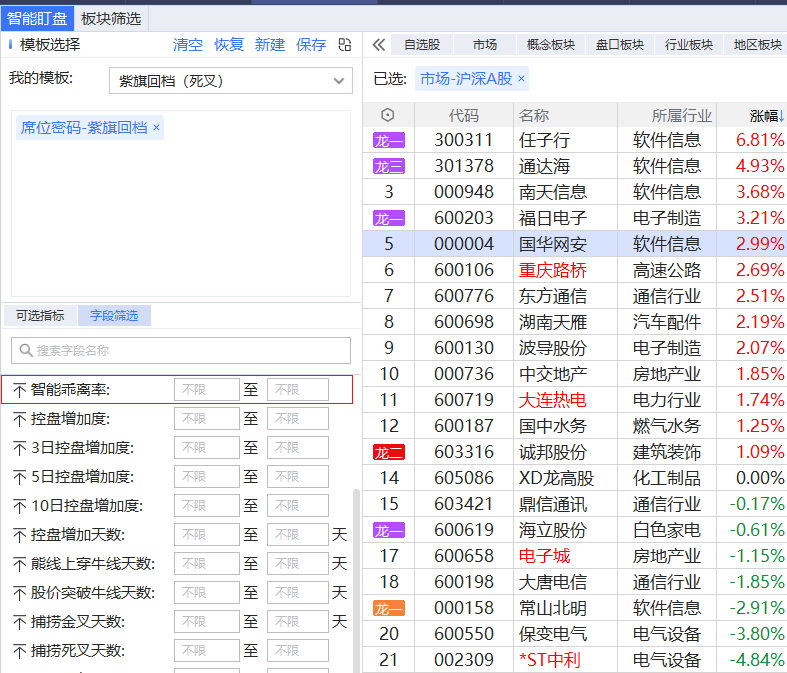 智能盯盘 板块筛选
模板选择 清空 恢复 新建 保存
我的模板: 紫旗回档（死叉）
席位密码-紫旗回档 ×
可选指标 字段筛选
搜索字段名称
智能乖离率: 不限 至 不限
控盘增加度: 不限 至 不限
3日控盘增加度: 不限 至 不限
5日控盘增加度: 不限 至 不限
10日控盘增加度: 不限 至 不限
控盘增加天数: 不限 至 不限 天
熊线上穿牛线天数: 不限 至 不限 天
股价突破牛线天数: 不限 至 不限 天
捕捞金叉天数: 不限 至 不限 天
捕捞死叉天数: 不限 至 不限
自选股 市场 概念板块 盘口板块 行业板块 地区板块
已选: 市场-沪深A股 ×
代码 名称 所属行业 涨幅↓
龙一 300311 任子行 软件信息 6.81%
龙三 301378 通达海 软件信息 4.93%
3 000948 南天信息 软件信息 3.68%
龙一 600203 福日电子 电子制造 3.21%
5 000004 国华网安 软件信息 2.99%
6 600106 重庆路桥 高速公路 2.69%
7 600776 东方通信 通信行业 2.51%
8 600698 湖南天雁 汽车配件 2.19%
9 600130 波导股份 电子制造 2.07%
10 000736 中交地产 房地产业 1.85%
11 600719 大连热电 电力行业 1.74%
12 600187 国中水务 燃气水务 1.25%
龙二 603316 诚邦股份 建筑装饰 1.09%
14 605086 XD龙高股 化工制品 0.00%
15 603421 鼎信通讯 通信行业 -0.17%
龙一 600619 海立股份 白色家电 -0.61%
17 600658 电子城 房地产业 -1.15%
18 600198 大唐电信 通信行业 -1.85%
龙一 000158 常山北明 软件信息 -2.91%
20 600550 保变电气 电气设备 -3.80%
21 002309 *ST中利 电气设备 -4.84%